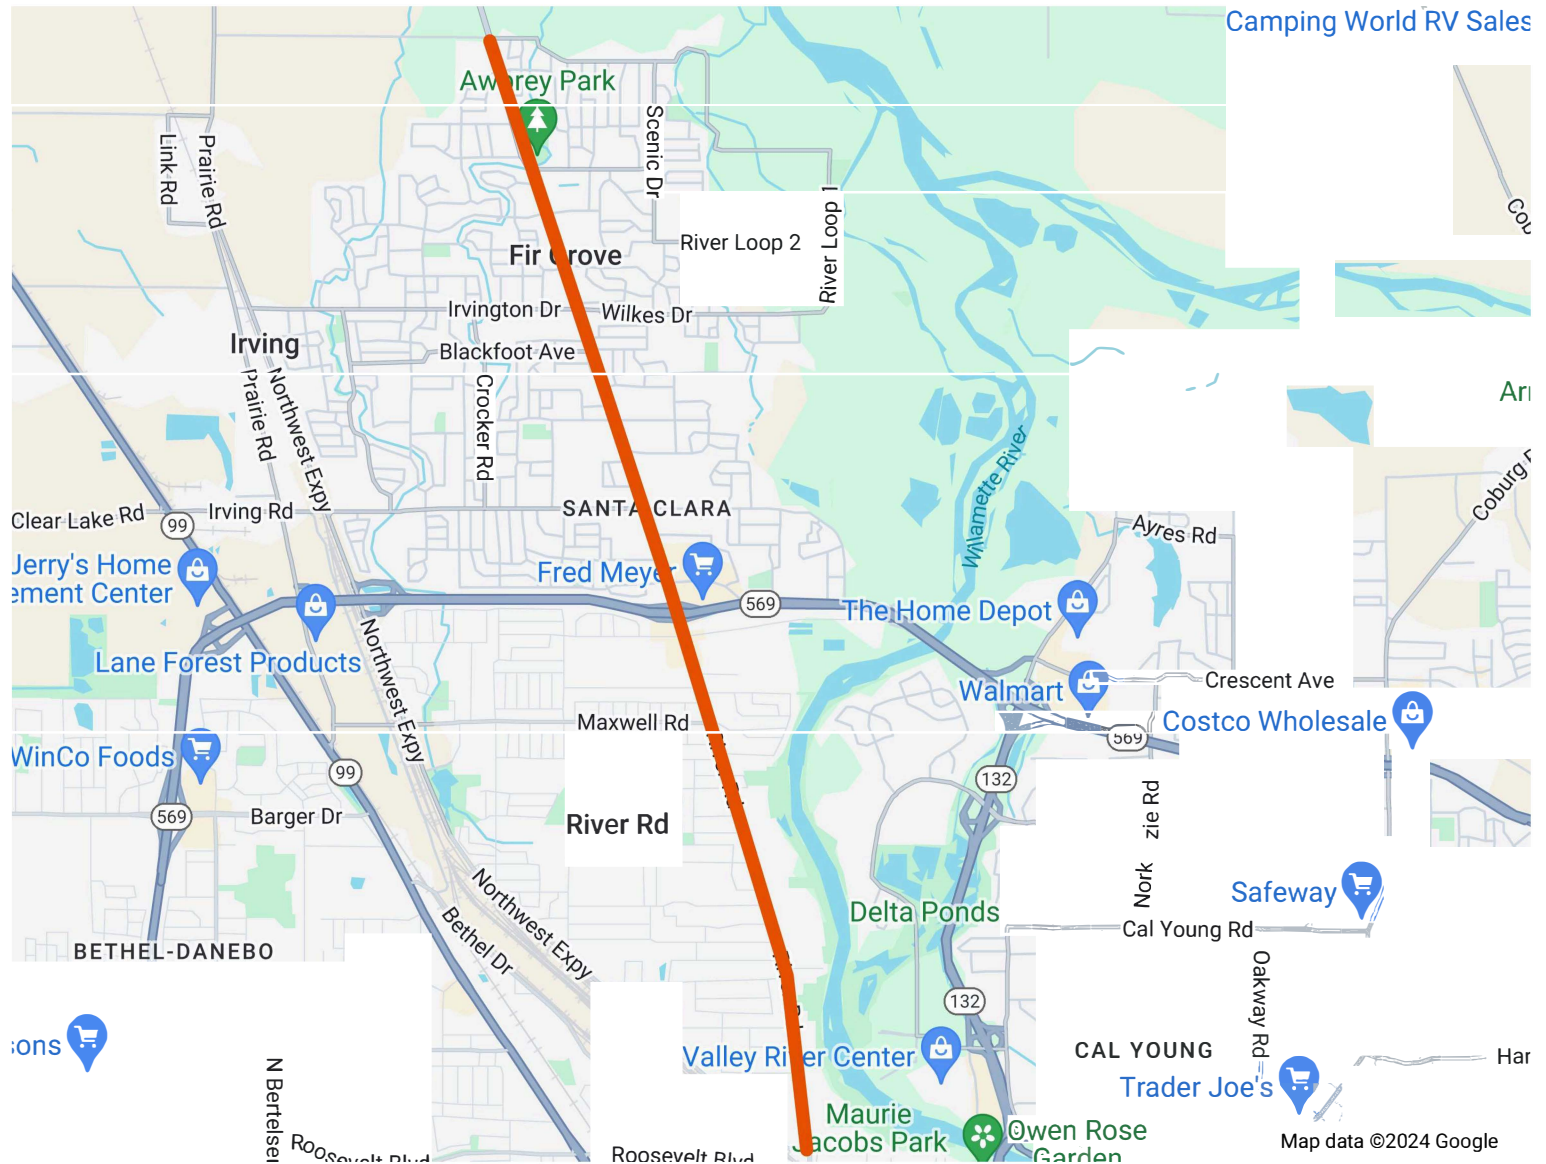 Camping World RV Sales
Awbrey Park
Scenic Dr
Link Rd
Prairie Rd
River Loop 1
River Loop 2
Fir Grove
Irvington Dr
Wilkes Dr
Irving
Blackfoot Ave
Prairie Rd
Northwest Expy
Crocker Rd
Willamette River
SANTA CLARA
Clear Lake Rd
Irving Rd
99
Ayres Rd
Jerry's Home
ement Center
Fred Meyer
569
The Home Depot
Northwest Expy
Lane Forest Products
Walmart
Crescent Ave
Maxwell Rd
Costco Wholesale
569
WinCo Foods
99
132
569
Barger Dr
River Rd
Northwest Expy
Bethel Dr
Safeway
Delta Ponds
Cal Young Rd
BETHEL-DANEBO
Oakway Rd
132
sons
Valley River Center
CAL YOUNG
Har
Trader Joe's
N Bertelsen
Maurie
Jacobs Park
Owen Rose
Garden
Roosevelt Blvd
Roosevelt Blvd
Map data ©2024 Google